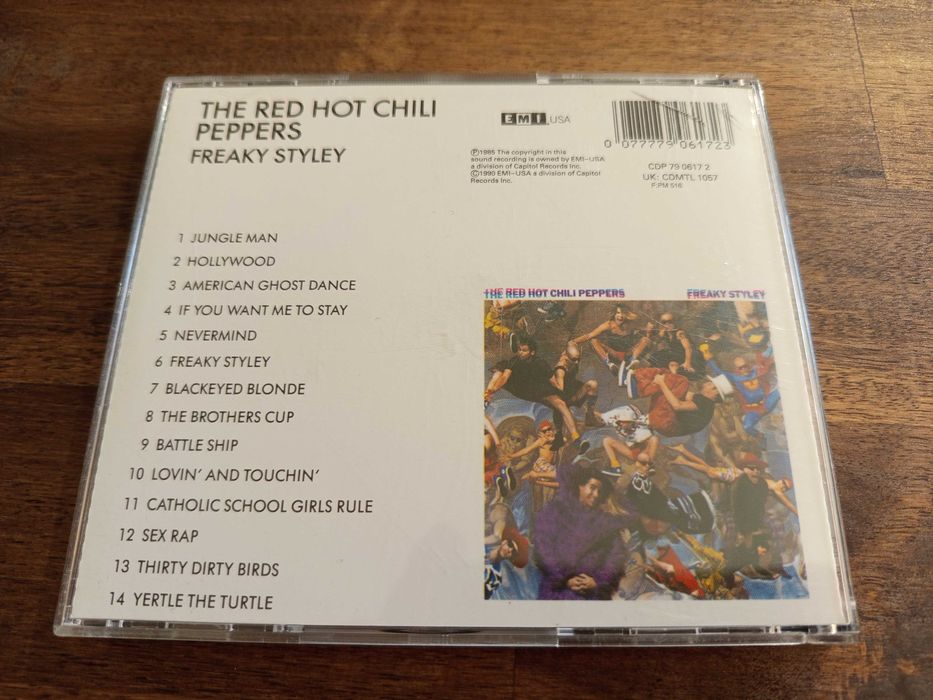 THE RED HOT CHILI
PEPPERS
FREAKY STYLEY
EMI USA
Ⓟ1985 The copyright in this
sound recording is owned by EMI-USA
a division of Capitol Records Inc.
©1990 EMI-USA a division of Capitol
Records Inc.
0 077779 061723
CDP 79 0617 2
UK: CDMTL 1057
F:PM 516
1 JUNGLE MAN
2 HOLLYWOOD
3 AMERICAN GHOST DANCE
4 IF YOU WANT ME TO STAY
5 NEVERMIND
6 FREAKY STYLEY
7 BLACKEYED BLONDE
8 THE BROTHERS CUP
9 BATTLE SHIP
10 LOVIN' AND TOUCHIN'
11 CATHOLIC SCHOOL GIRLS RULE
12 SEX RAP
13 THIRTY DIRTY BIRDS
14 YERTLE THE TURTLE
THE RED HOT CHILI PEPPERS FREAKY STYLEY